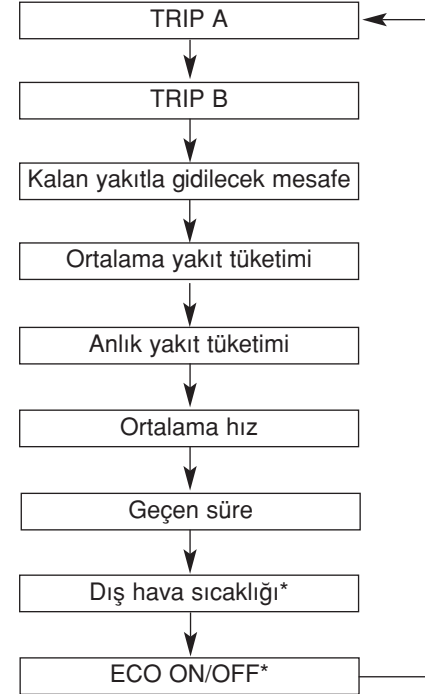 TRIP A
TRIP B
Kalan yakıtla gidilecek mesafe
Ortalama yakıt tüketimi
Anlık yakıt tüketimi
Ortalama hız
Geçen süre
Dış hava sıcaklığı*
ECO ON/OFF*